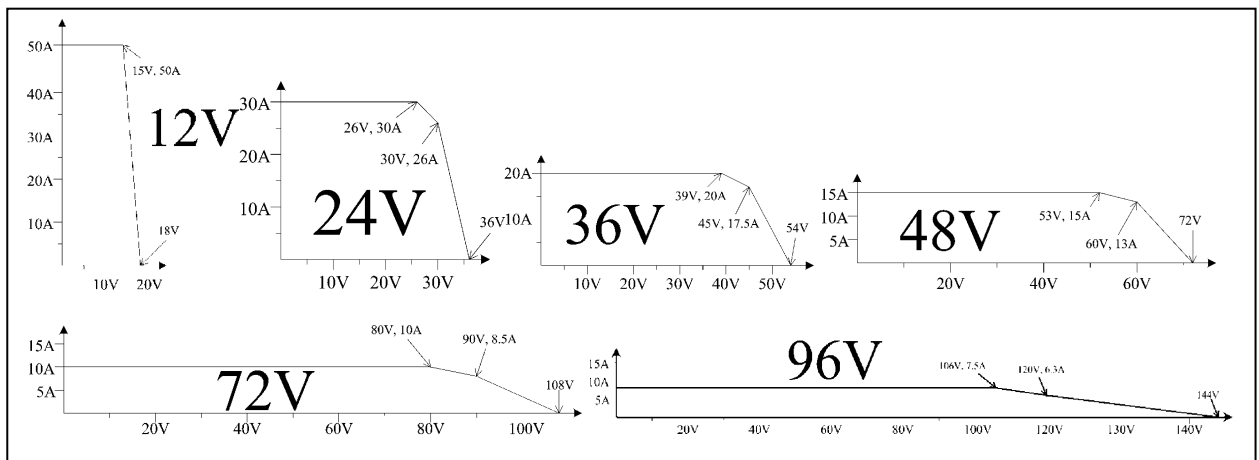 50A
40A
30A
20A
10A
15V, 50A
12V
18V
10V 20V
30A
20A
10A
26V, 30A
30V, 26A
24V
36V
10V 20V 30V
20A
10A
39V, 20A
45V, 17.5A
36V
54V
10V 20V 30V 40V 50V
15A
10A
5A
53V, 15A
60V, 13A
48V
72V
20V 40V 60V
15A
10A
5A
80V, 10A
90V, 8.5A
72V
108V
20V 40V 60V 80V 100V
15A
10A
5A
96V
106V, 7.5A
120V, 6.3A
144V
20V 40V 60V 80V 100V 120V 130V 140V